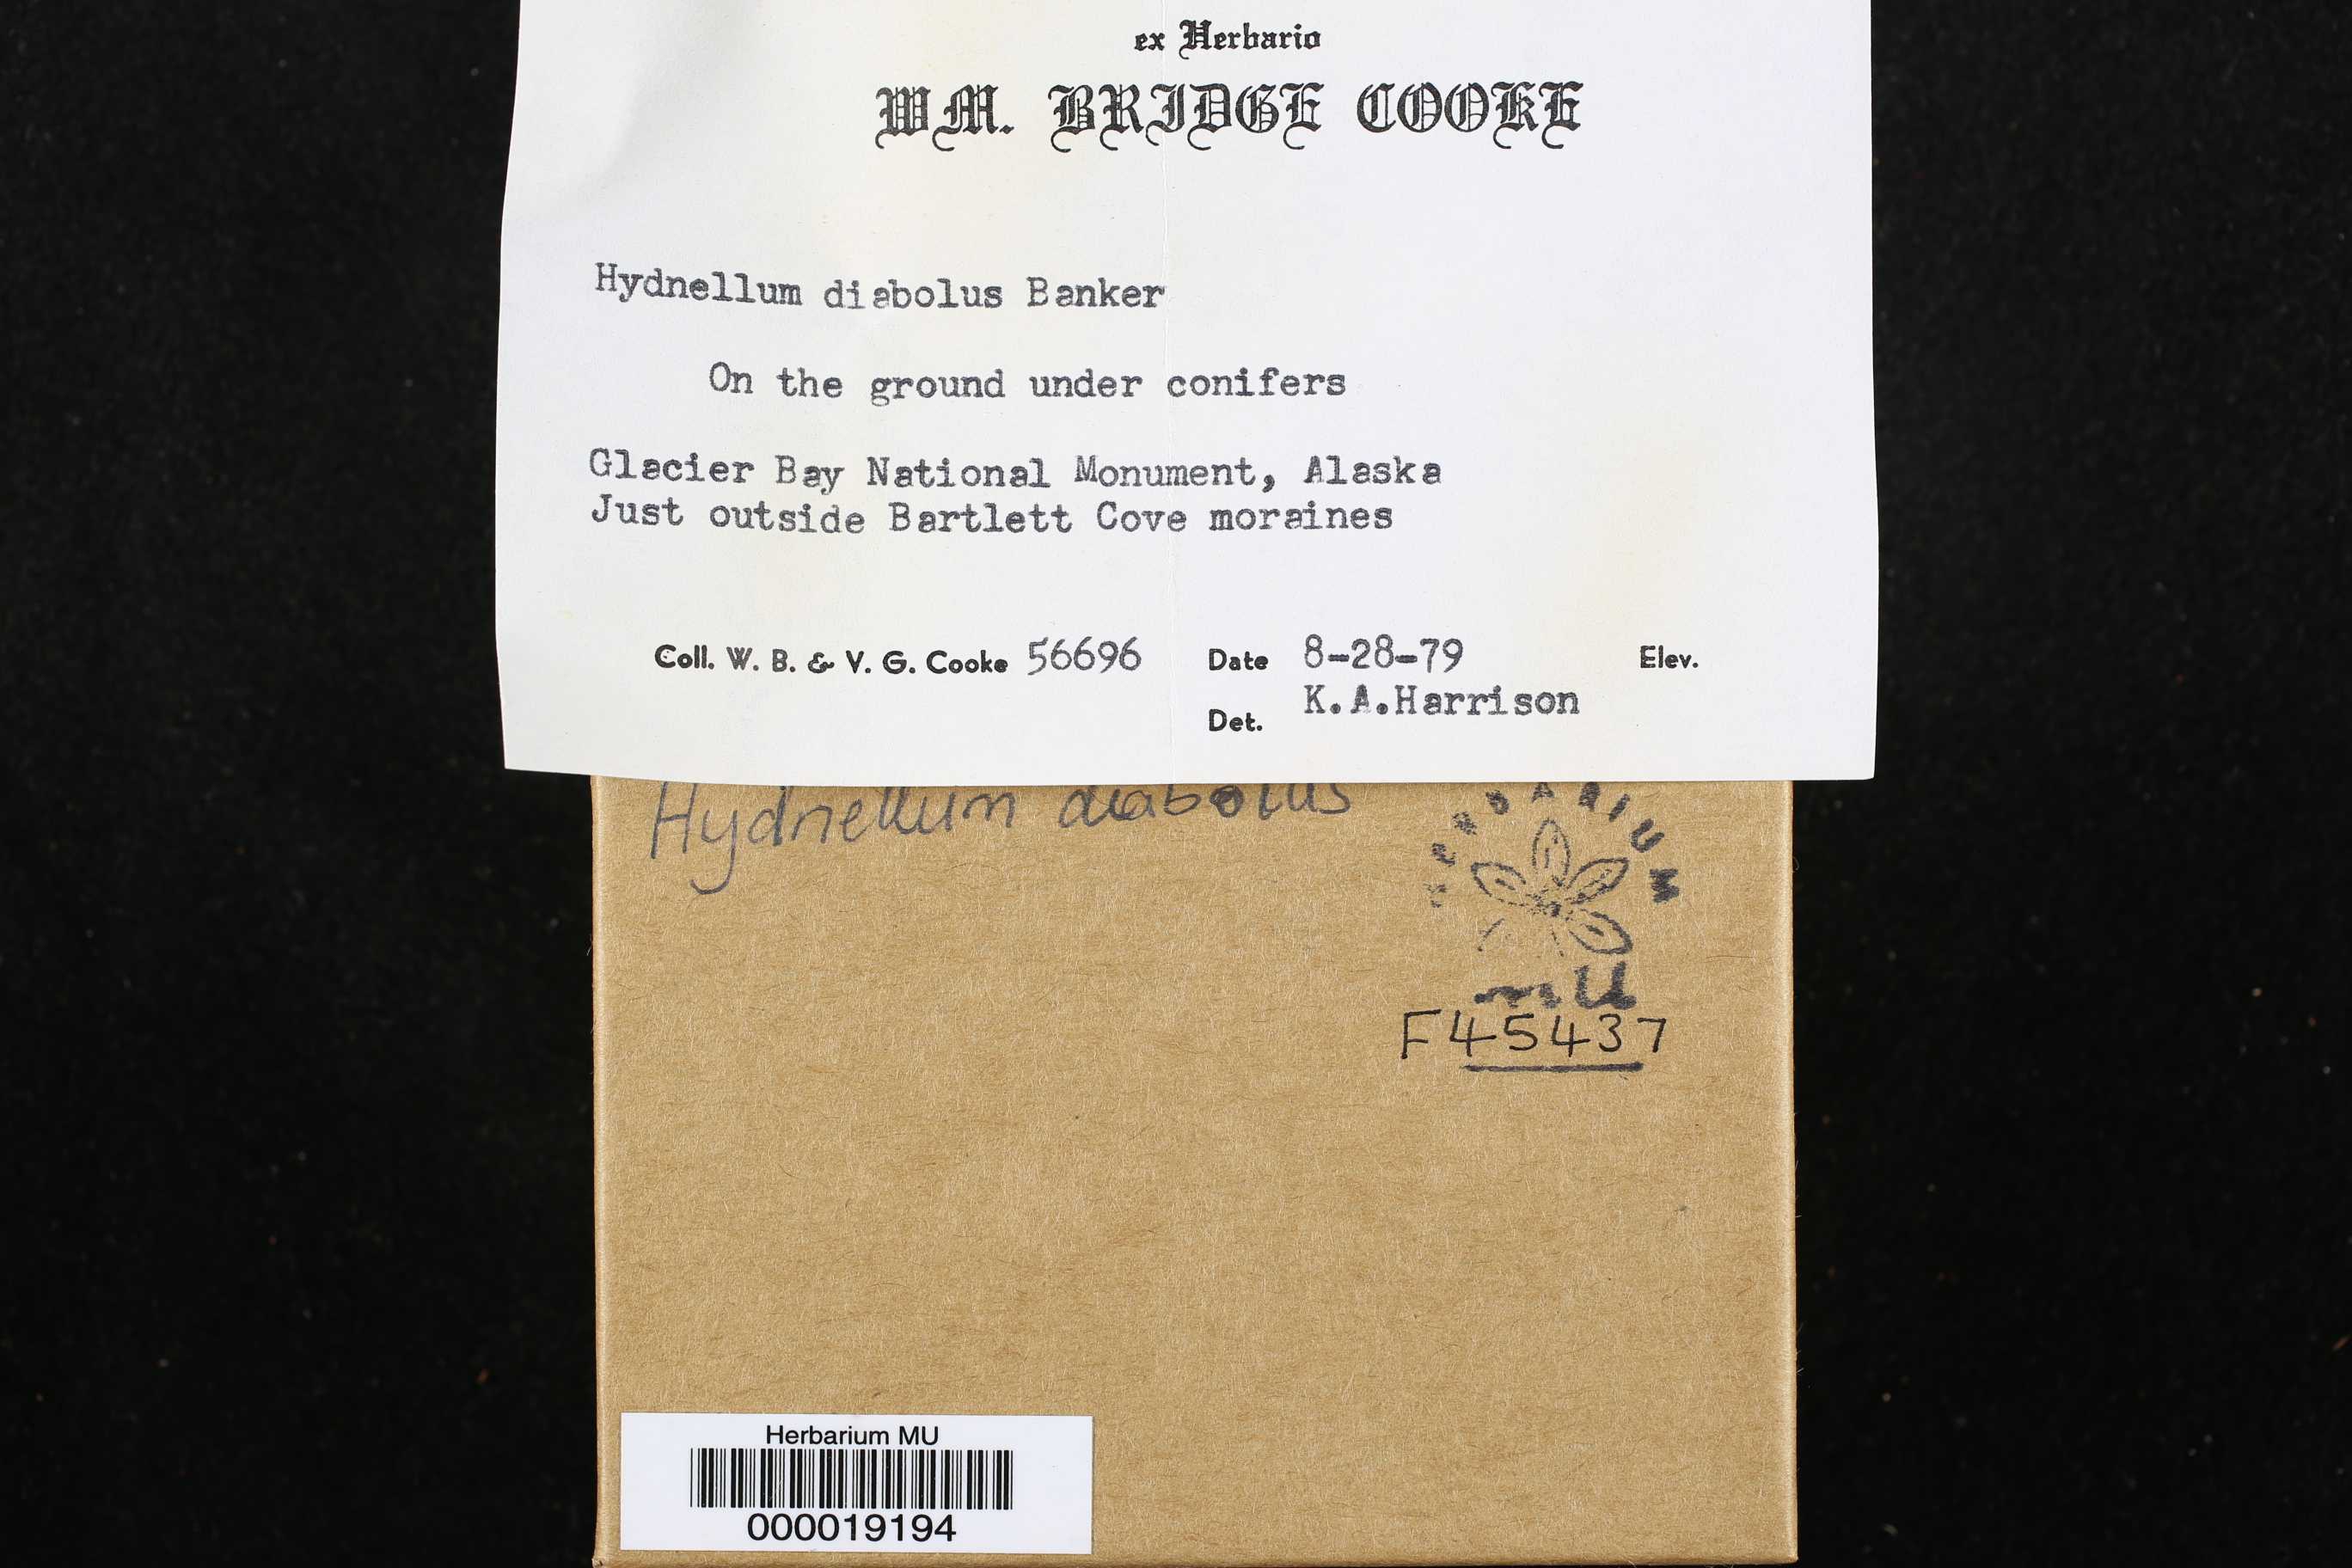 ex Herbario
WM. BRIDGE COOKE
Hydnellum diabolus Banker
On the ground under conifers
Glacier Bay National Monument, Alaska
Just outside Bartlett Cove moraines
Coll. W. B. & V. G. Cooke 56696 Date 8-28-79 Elev.
Det. K.A.Harrison
Hydnellum diabolus
HERBARIUM
MU
F45437
Herbarium MU
000019194